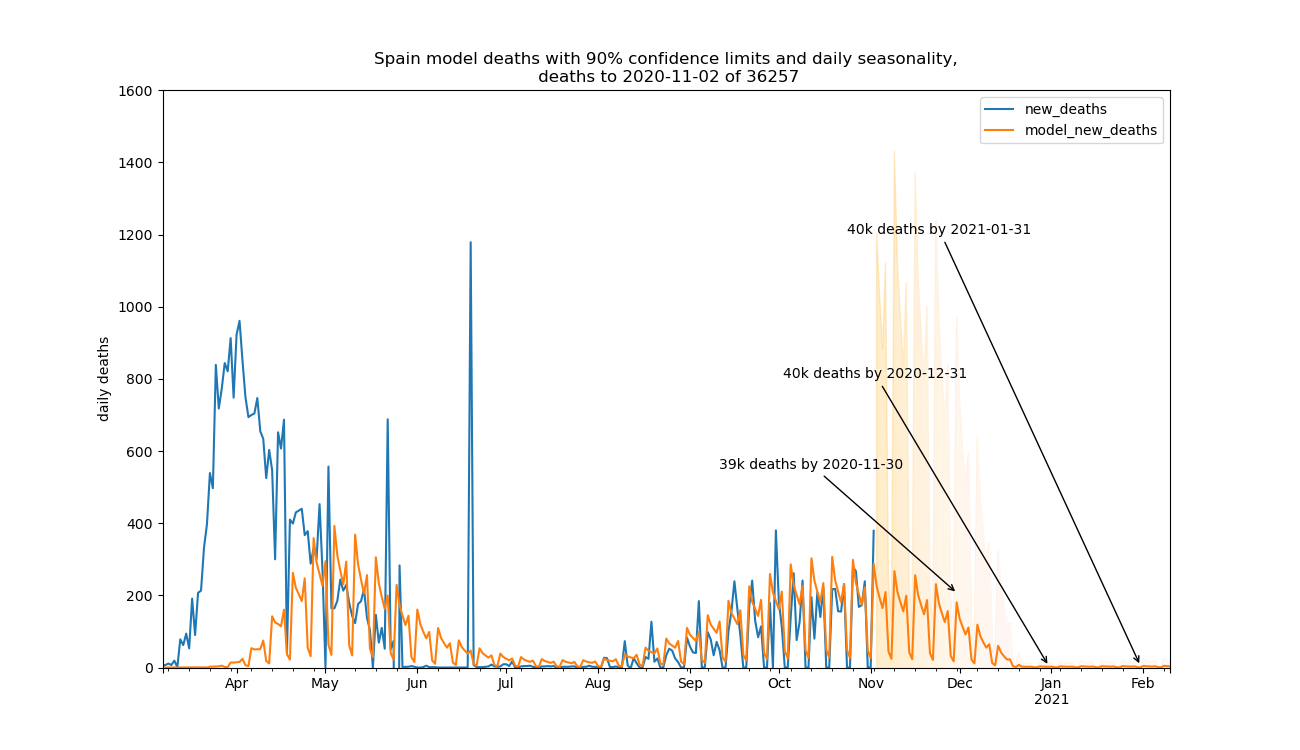 Spain model deaths with 90% confidence limits and daily seasonality,
deaths to 2020-11-02 of 36257
1600
1400
1200
1000
800
600
400
200
0
daily deaths
new_deaths
model_new_deaths
40k deaths by 2021-01-31
40k deaths by 2020-12-31
39k deaths by 2020-11-30
Apr May Jun Jul Aug Sep Oct Nov Dec Jan Feb
2021